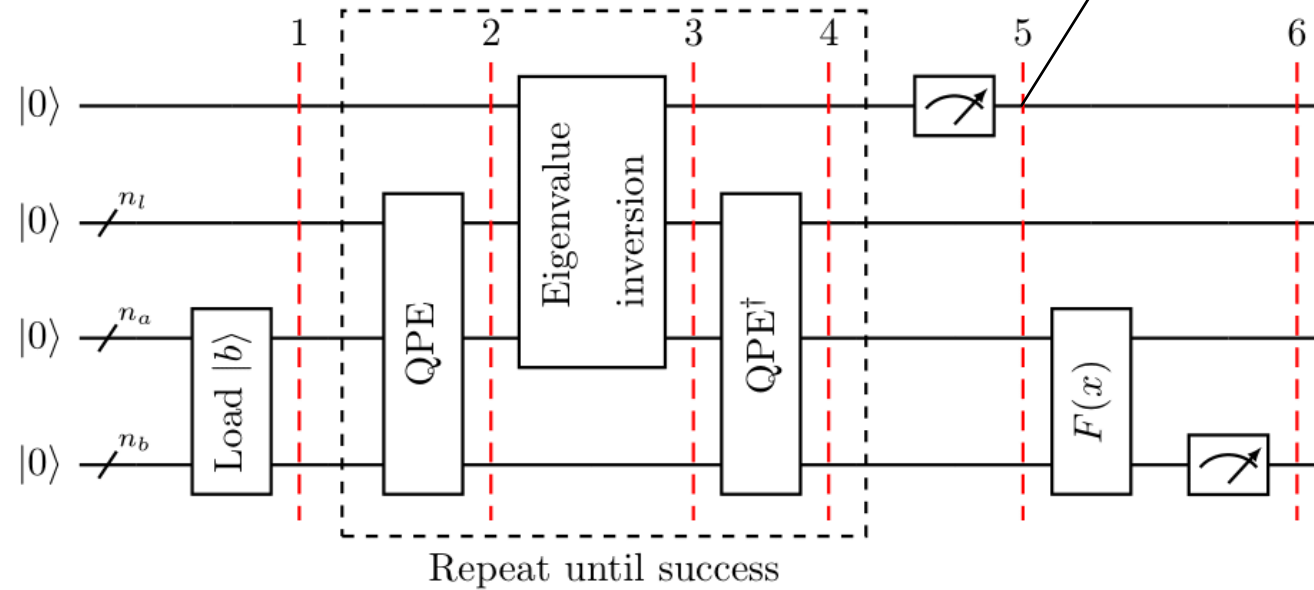 1 2 3 4 5 6
|0⟩
|0⟩ n_l
|0⟩ n_a
|0⟩ n_b
Load |b⟩
QPE
Eigenvalue
inversion
QPE†
F(x)
Repeat until success